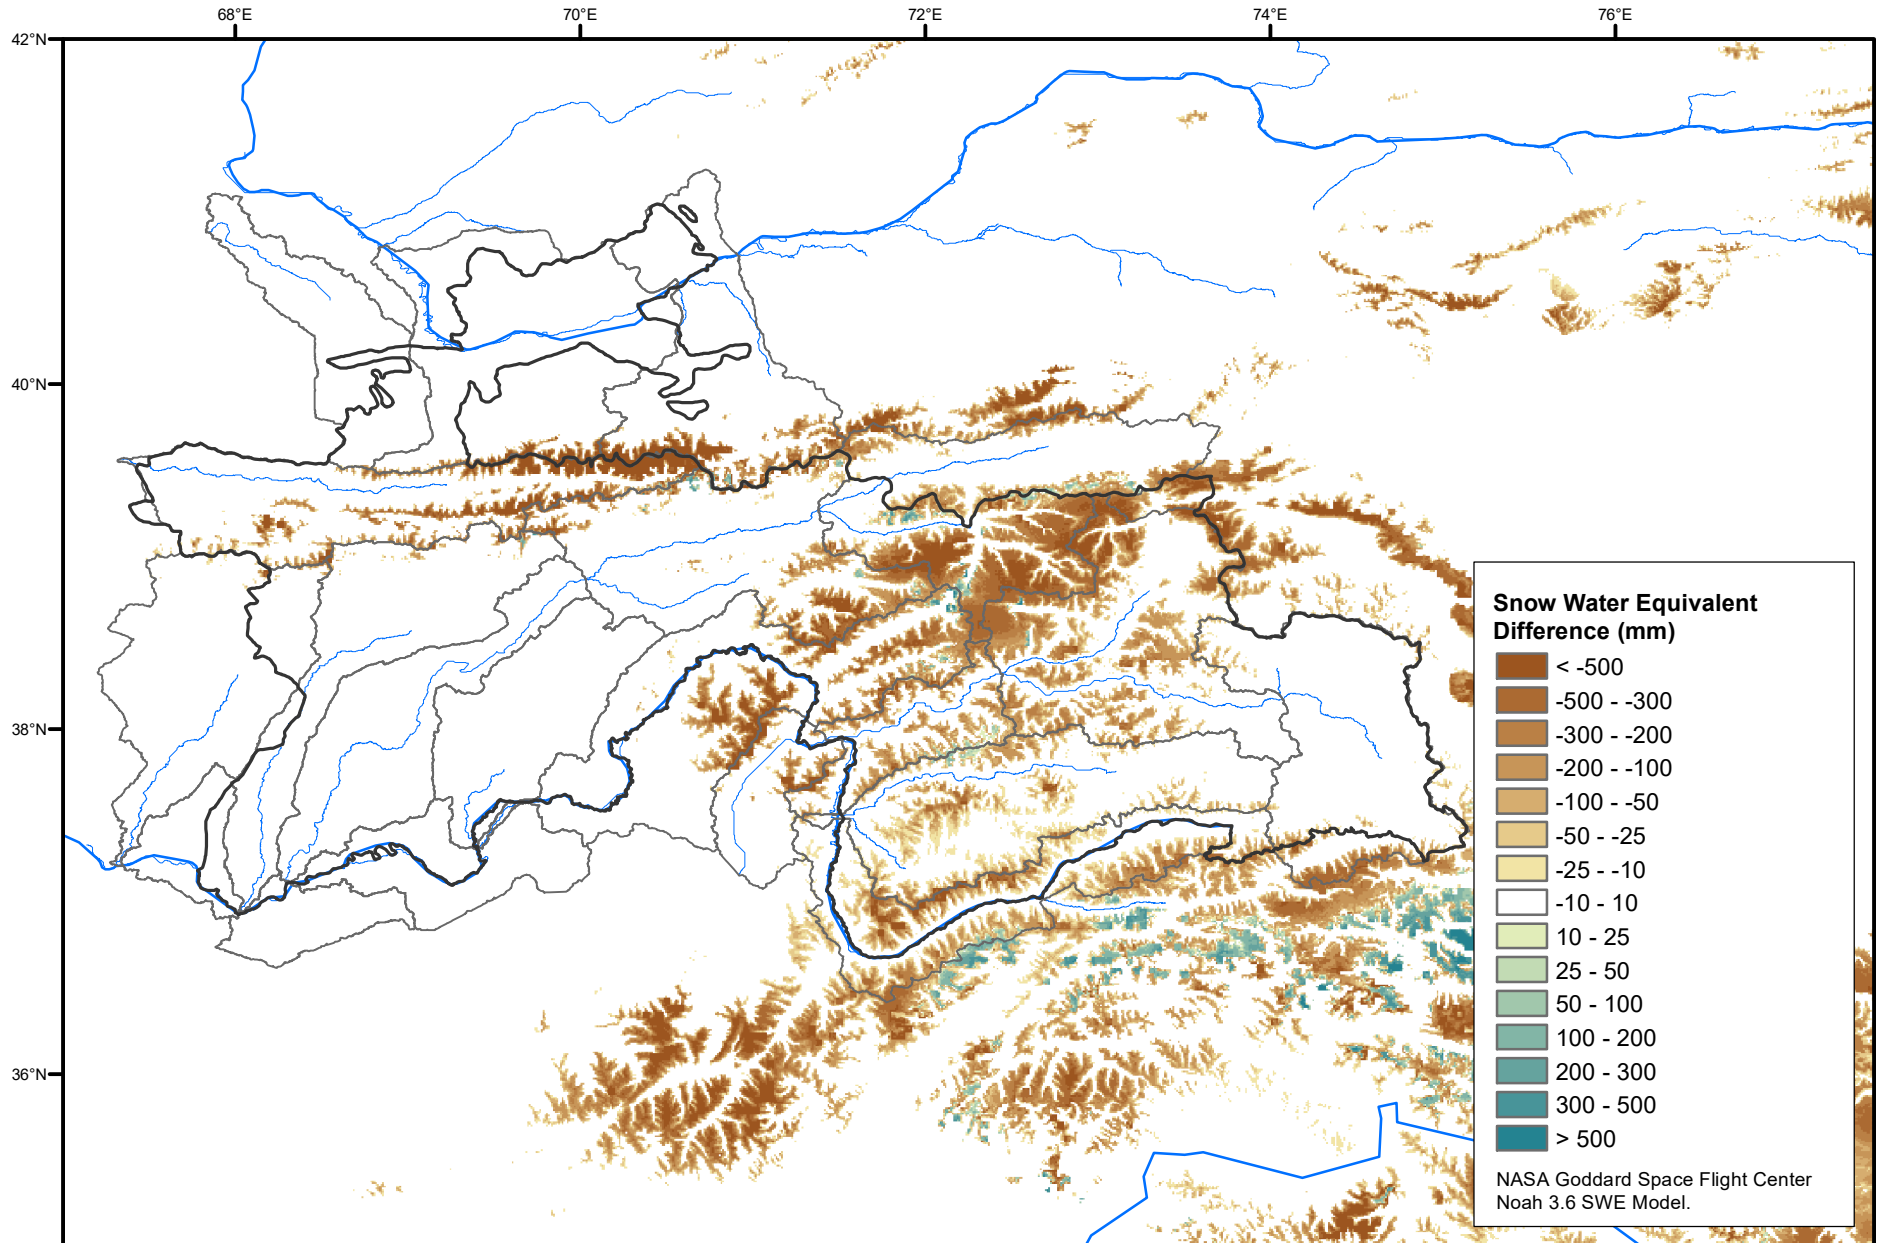 68°E
70°E
72°E
74°E
76°E
42°N
40°N
38°N
36°N
Snow Water Equivalent
Difference (mm)
< -500
-500 - -300
-300 - -200
-200 - -100
-100 - -50
-50 - -25
-25 - -10
-10 - 10
10 - 25
25 - 50
50 - 100
100 - 200
200 - 300
300 - 500
> 500
NASA Goddard Space Flight Center
Noah 3.6 SWE Model.